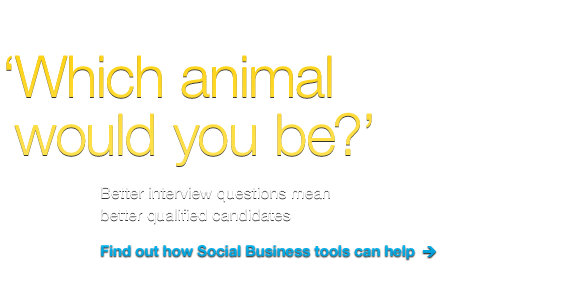 ‘Which animal
would you be?’
Better interview questions mean
better qualified candidates
Find out how Social Business tools can help →